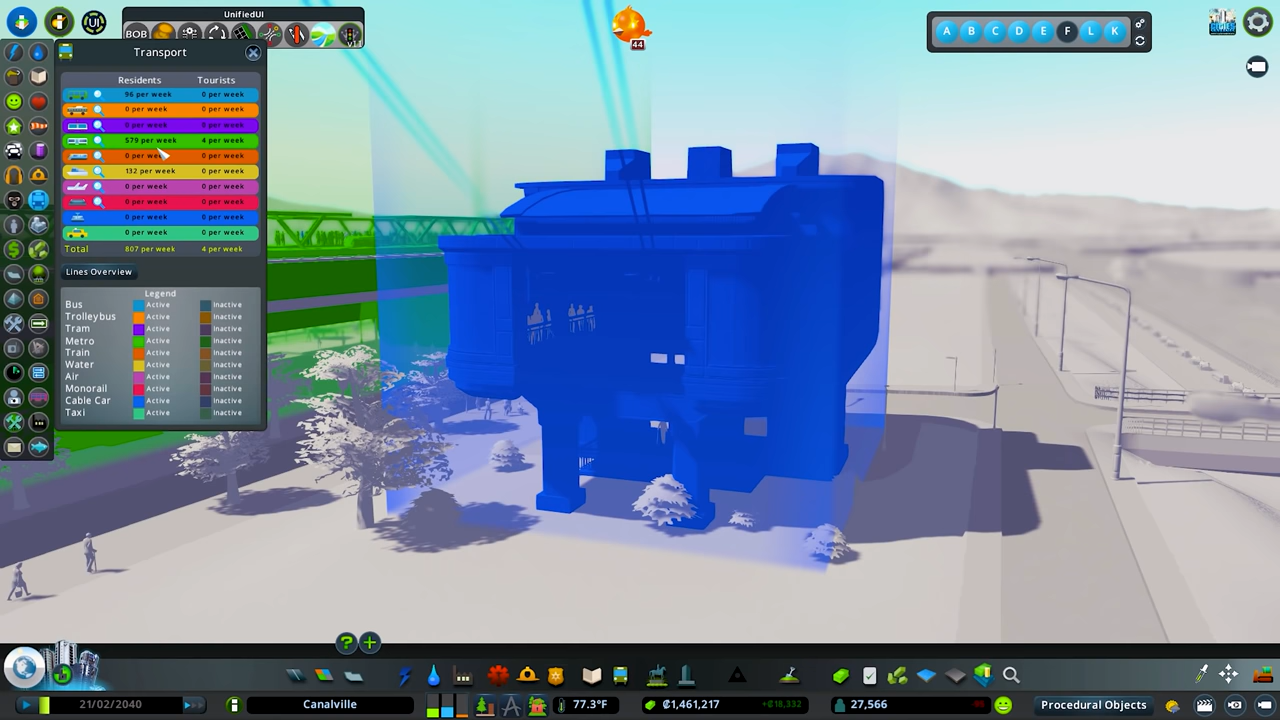 UnifiedUI
UI
BOB
v11
44
A B C D E F L K
Transport
Residents Tourists
96 per week 0 per week
0 per week 0 per week
0 per week 0 per week
579 per week 4 per week
0 per week 0 per week
132 per week 0 per week
0 per week 0 per week
0 per week 0 per week
0 per week 0 per week
0 per week 0 per week
Total 807 per week 4 per week
Lines Overview
Legend
Bus Active Inactive
Trolleybus Active Inactive
Tram Active Inactive
Metro Active Inactive
Train Active Inactive
Water Active Inactive
Air Active Inactive
Monorail Active Inactive
Cable Car Active Inactive
Taxi Active Inactive
? +
21/02/2040 Canalville 77.3°F ₡1,461,217 +₡18,332 27,566 Procedural Objects